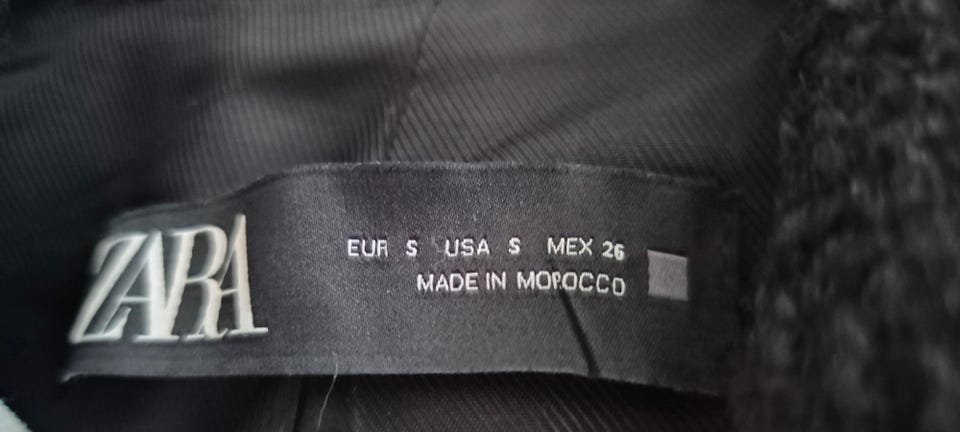 ZARA
EUR S USA S MEX 26
MADE IN MOROCCO